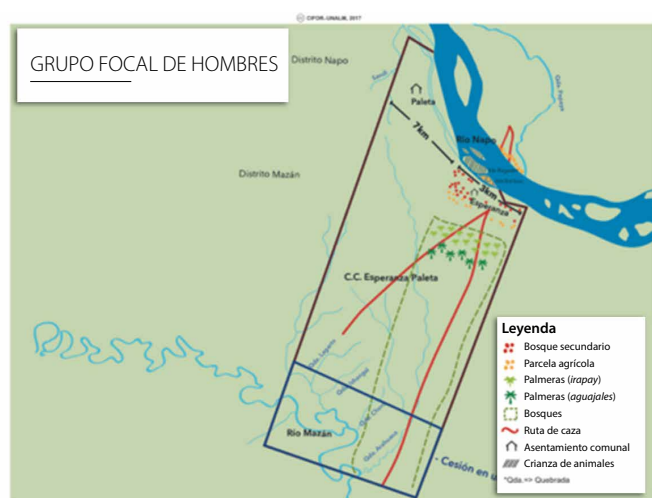 CIFOR-UNALM, 2017
GRUPO FOCAL DE HOMBRES
Distrito Napo
Paleta
7km
Río Napo
Distrito Mazán
3km
Esperanza
C.C. Esperanza Paleta
Qda. Lagarto
Río Mazán
- Cesión en u
Leyenda
Bosque secundario
Parcela agrícola
Palmeras (irapay)
Palmeras (aguajales)
Bosques
Ruta de caza
Asentamiento comunal
Crianza de animales
*Qda. => Quebrada